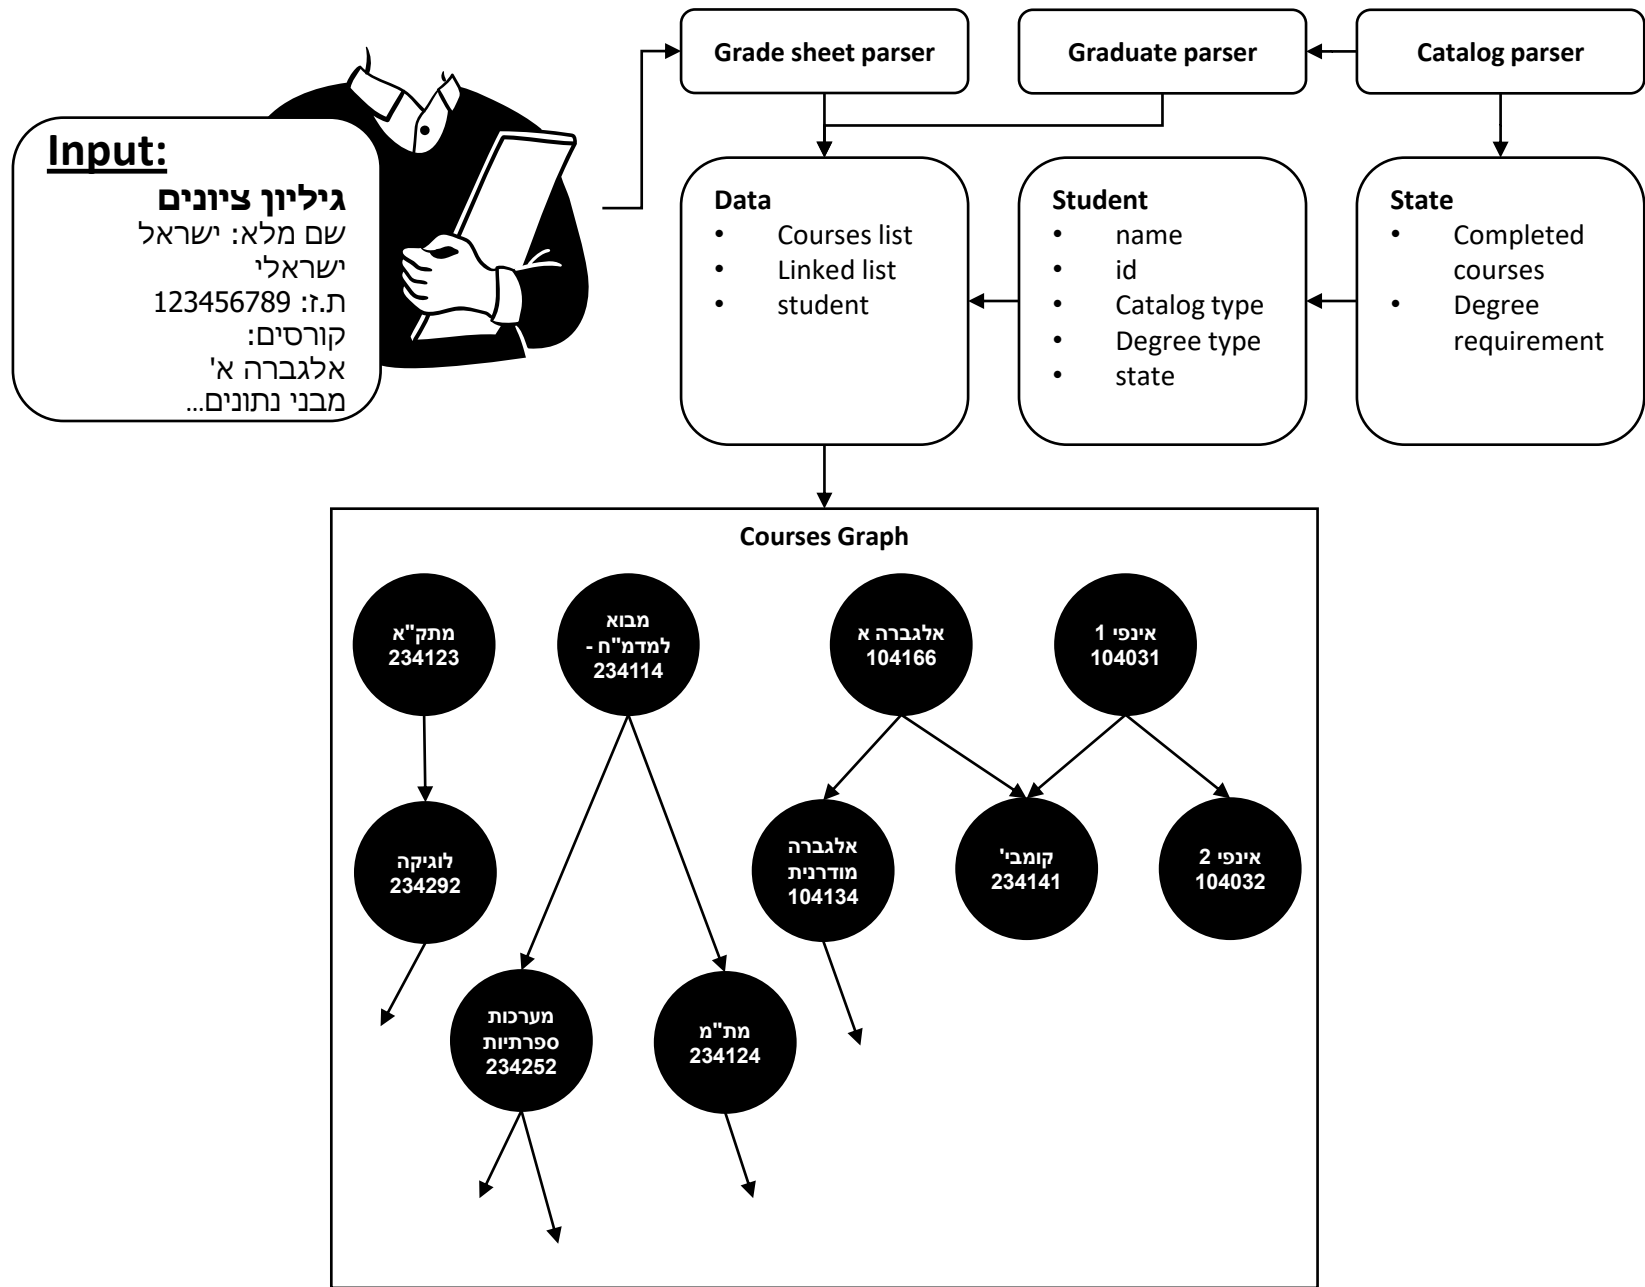 Grade sheet parser
Graduate parser
Catalog parser
Input:
גיליון ציונים
שם מלא: ישראל
ישראלי
ת.ז: 123456789
קורסים:
אלגברה א'
מבני נתונים...
Data
• Courses list
• Linked list
• student
Student
• name
• id
• Catalog type
• Degree type
• state
State
• Completed
courses
• Degree
requirement
Courses Graph
מתק"א
234123
מבוא
למדמ"ח -
234114
אלגברה א
104166
אינפי 1
104031
לוגיקה
234292
אלגברה
מודרנית
104134
קומבי'
234141
אינפי 2
104032
מערכות
ספרתיות
234252
מת"מ
234124